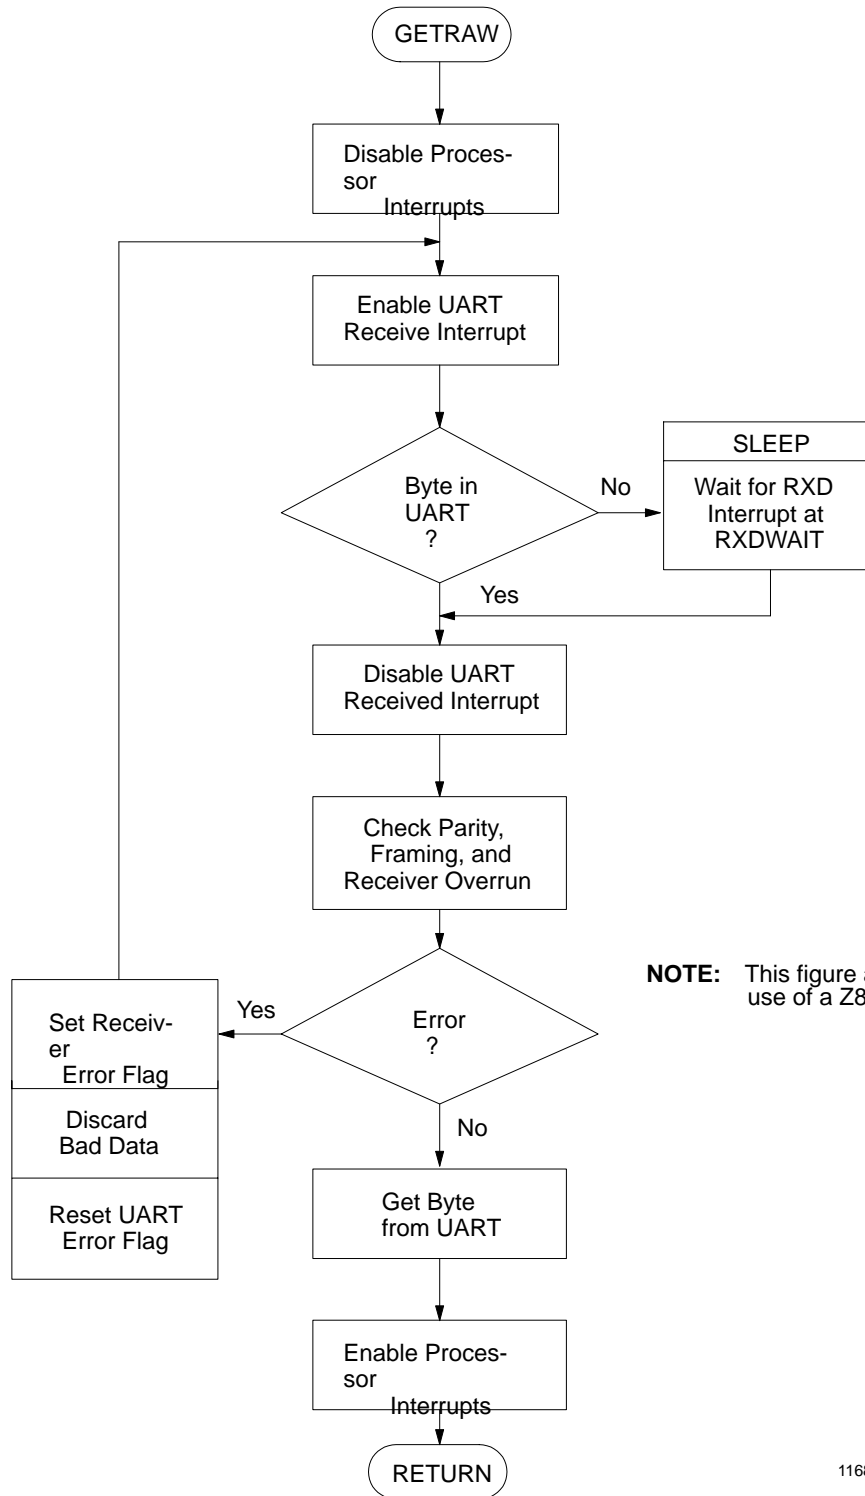 GETRAW
Disable Proces-
sor
Interrupts
Enable UART
Receive Interrupt
Byte in
UART
?
No
SLEEP
Wait for RXD
Interrupt at
RXDWAIT
Yes
Disable UART
Received Interrupt
Check Parity,
Framing, and
Receiver Overrun
Error
?
Yes
Set Receiv-
er
Error Flag
Discard
Bad Data
Reset UART
Error Flag
NOTE: This figure
use of a Z8
No
Get Byte
from UART
Enable Proces-
sor
Interrupts
RETURN
1168